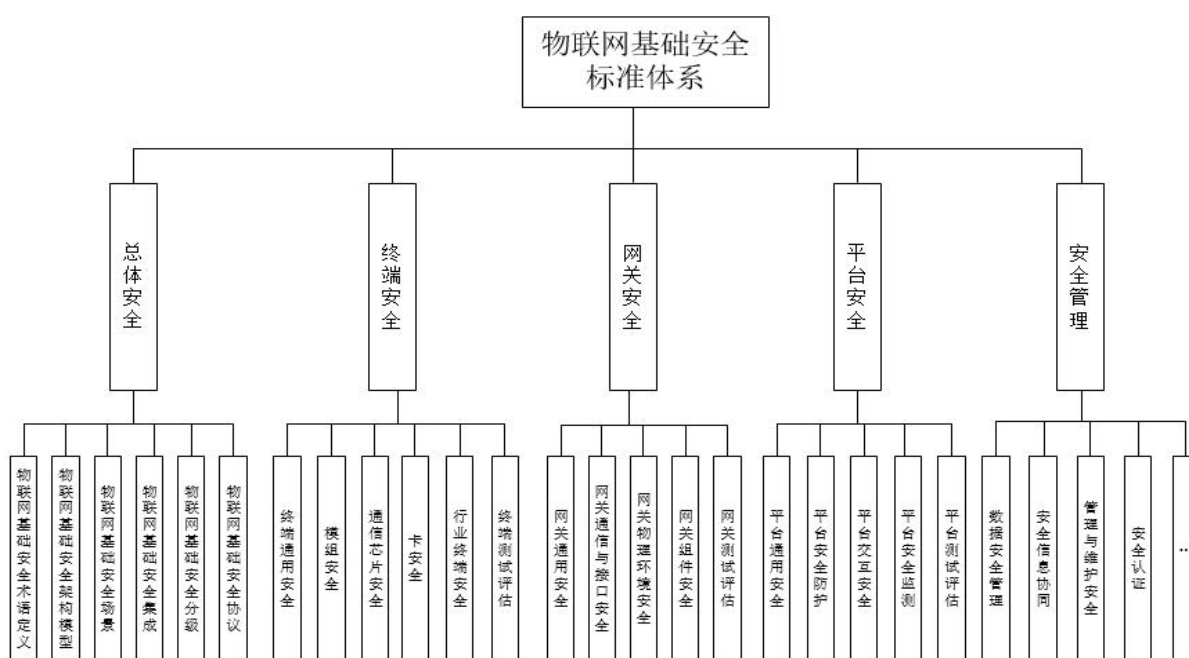 物联网基础安全
标准体系
总体安全
终端安全
网关安全
平台安全
安全管理
物联网基础安全术语定义
物联网基础安全架构模型
物联网基础安全场景
物联网基础安全集成
物联网基础安全分级
物联网基础安全协议
终端通用安全
模组安全
通信芯片安全
卡安全
行业终端安全
终端测试评估
网关通用安全
网关通信与接口安全
网关物理环境安全
网关组件安全
网关测试评估
平台通用安全
平台安全防护
平台交互安全
平台安全监测
平台测试评估
数据安全管理
安全信息协同
管理与维护安全
安全认证
..